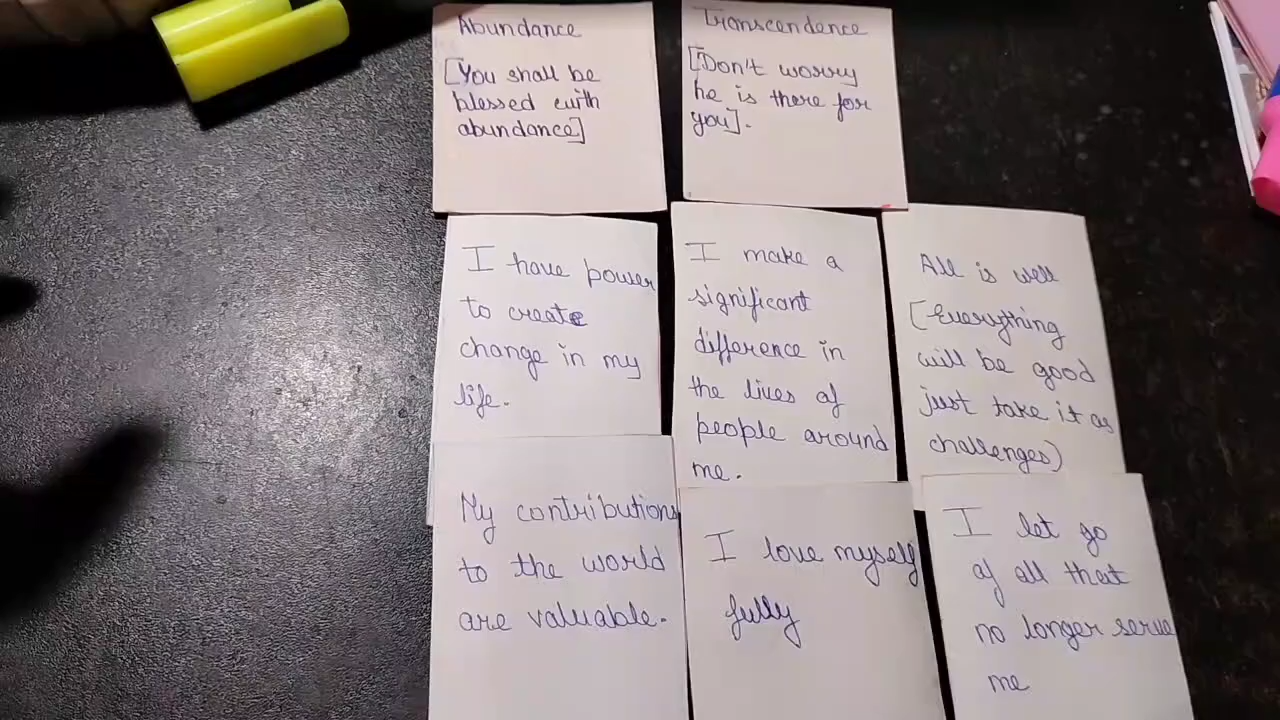 Abundance
[You shall be
blessed with
abundance]
Transcendence
[Don't worry
he is there for
you].
I have power
to create
change in my
life.
I make a
significant
difference in
the lives of
people around
me.
All is well
[Everything
will be good
just take it as
challenges)
My contributions
to the world
are valuable.
I love myself
fully
I let go
of all that
no longer serve
me